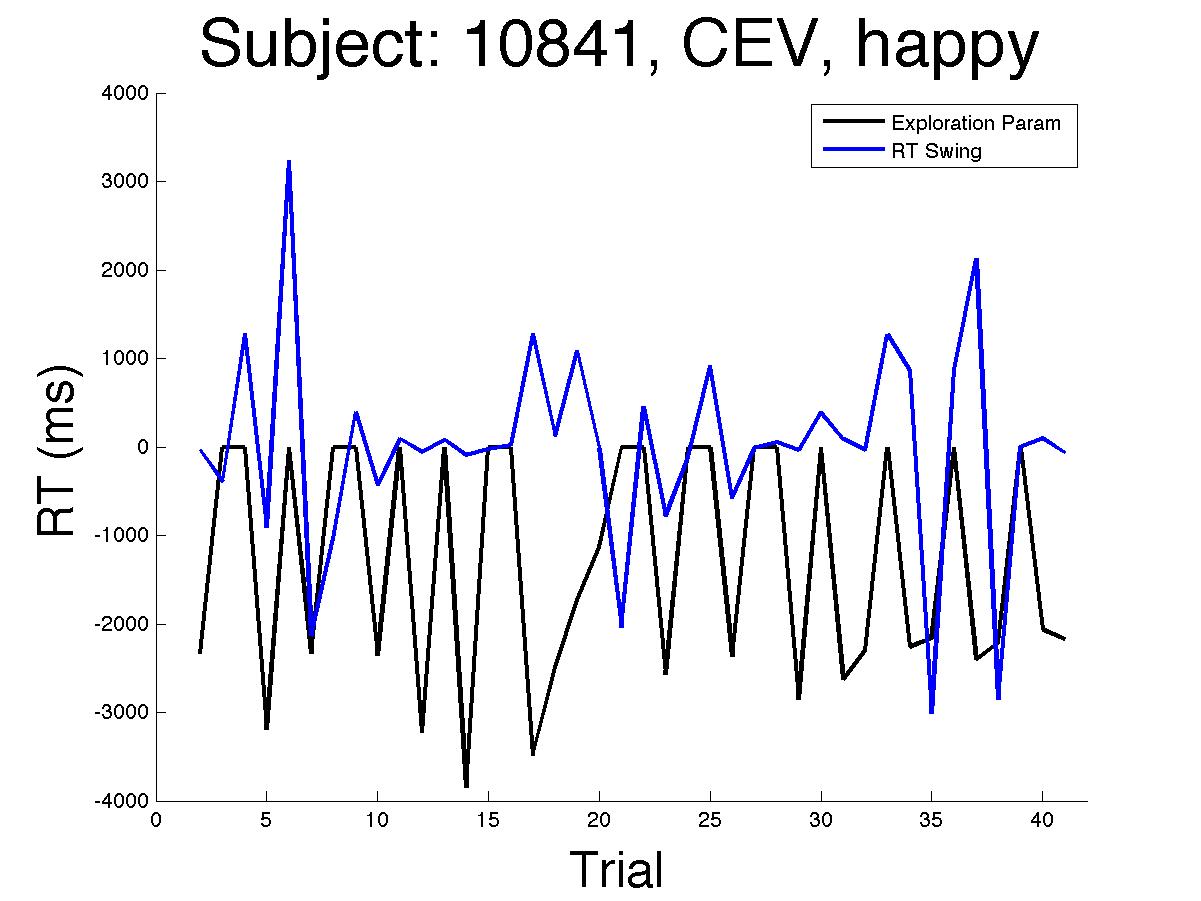 Subject: 10841, CEV, happy
4000
3000
2000
1000
0
-1000
-2000
-3000
-4000
RT (ms)
Exploration Param
RT Swing
0 5 10 15 20 25 30 35 40
Trial